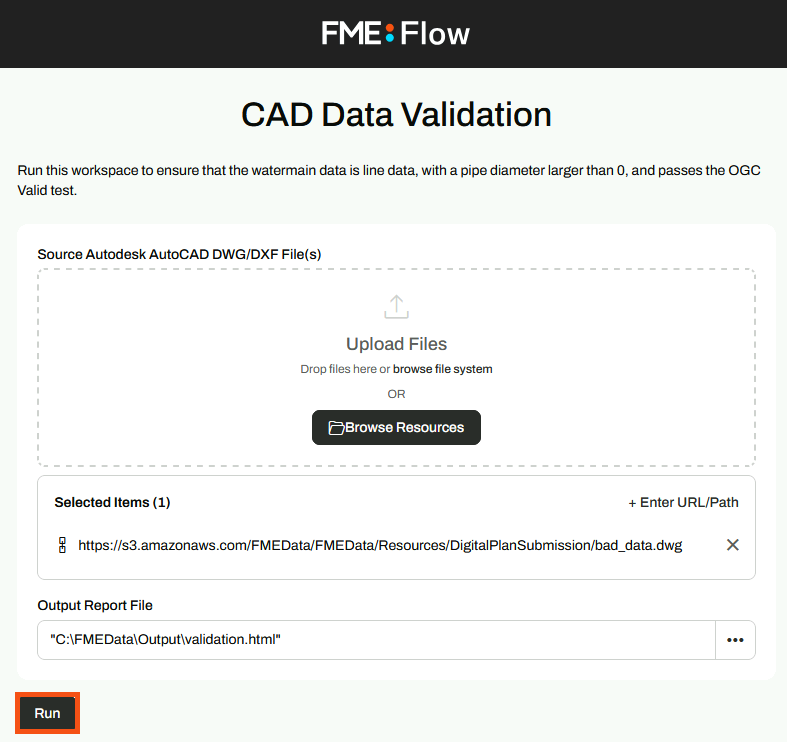 FME Flow
CAD Data Validation
Run this workspace to ensure that the watermain data is line data, with a pipe diameter larger than 0, and passes the OGC
Valid test.
Source Autodesk AutoCAD DWG/DXF File(s)
Upload Files
Drop files here or browse file system
OR
Browse Resources
Selected Items (1)
+ Enter URL/Path
https://s3.amazonaws.com/FMEData/FMEData/Resources/DigitalPlanSubmission/bad_data.dwg
Output Report File
"C:\FMEData\Output\validation.html"
Run